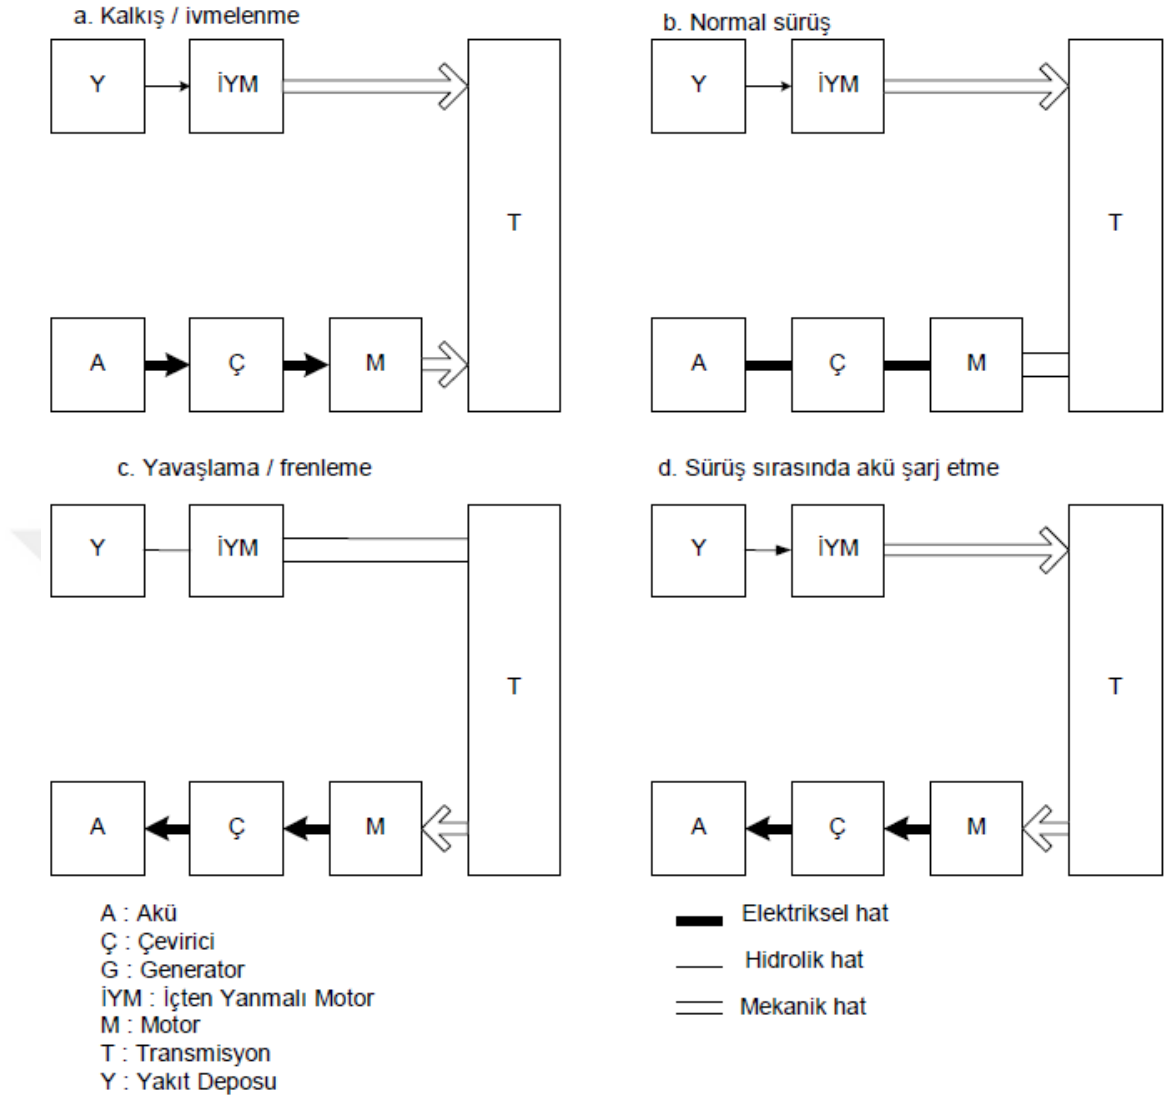 a. Kalkış / ivmelenme
Y
İYM
T
A
Ç
M
b. Normal sürüş
Y
İYM
T
A
Ç
M
c. Yavaşlama / frenleme
Y
İYM
T
A
Ç
M
d. Sürüş sırasında akü şarj etme
Y
İYM
T
A
Ç
M
A : Akü
Ç : Çevirici
G : Generator
İYM : İçten Yanmalı Motor
M : Motor
T : Transmisyon
Y : Yakıt Deposu
Elektriksel hat
Hidrolik hat
Mekanik hat